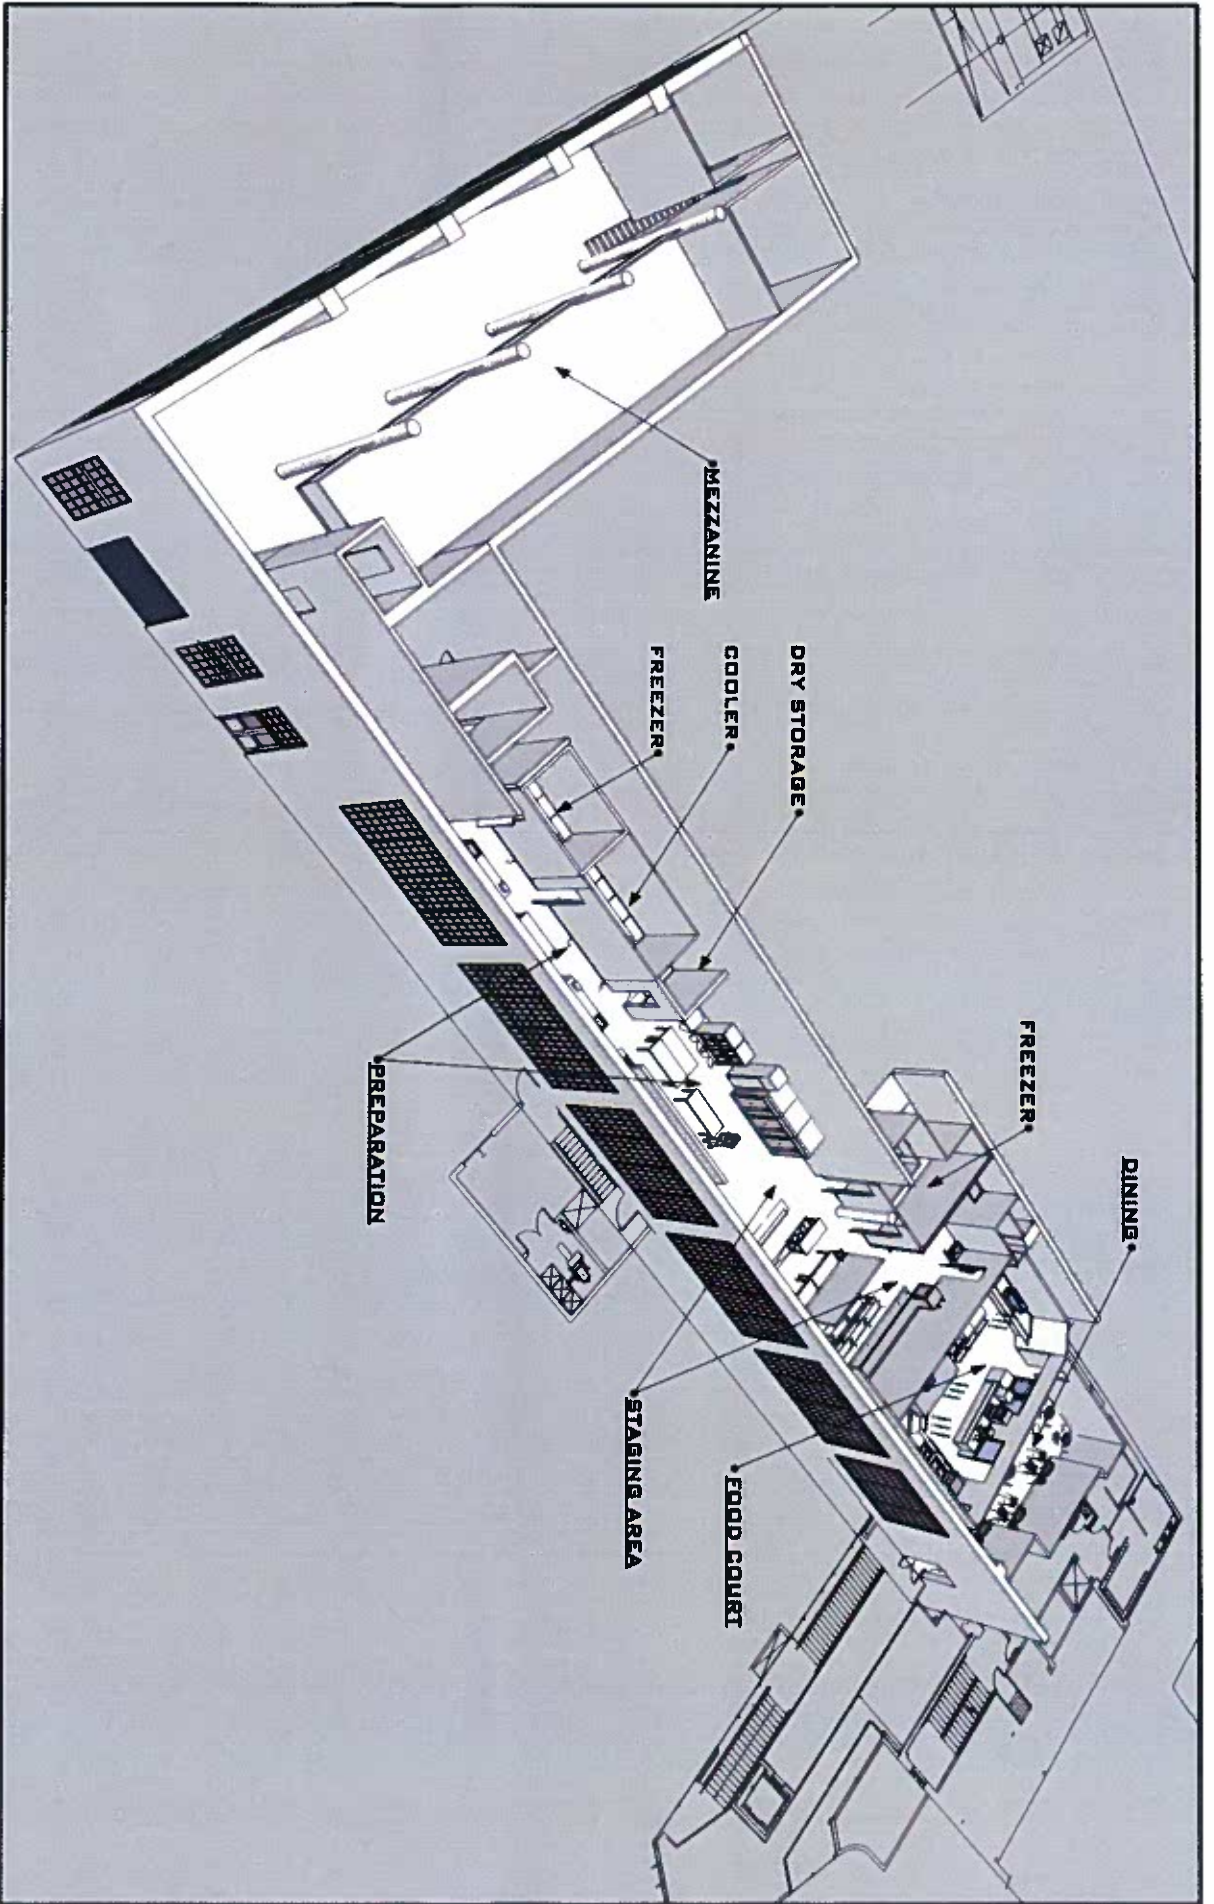 DINING
FREEZER
DRY STORAGE
COOLER
FREEZER
MEZZANINE
FOOD COURT
STAGING AREA
PREPARATION